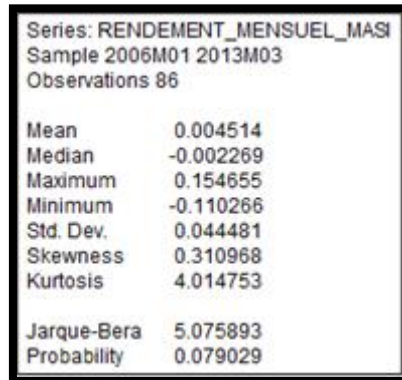 Series: RENDEMENT_MENSUEL_MASI
Sample 2006M01 2013M03
Observations 86
Mean 0.004514
Median -0.002269
Maximum 0.154655
Minimum -0.110266
Std. Dev. 0.044481
Skewness 0.310968
Kurtosis 4.014753
Jarque-Bera 5.075893
Probability 0.079029